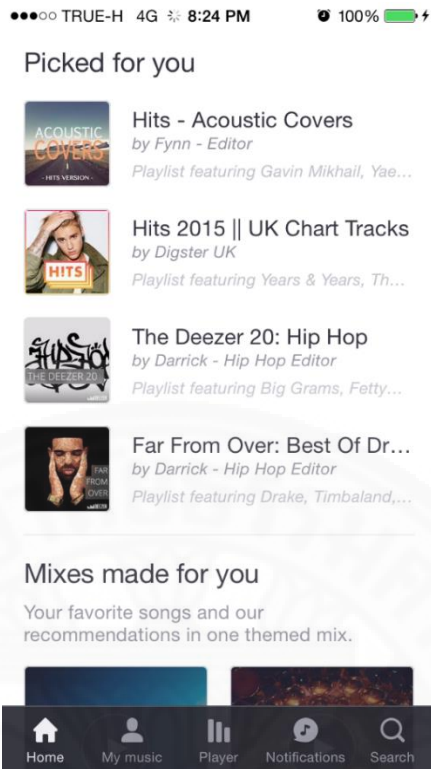 TRUE-H 4G 8:24 PM 100%
Picked for you
ACOUSTIC
COVERS
- HITS VERSION -
Hits - Acoustic Covers
by Fynn - Editor
Playlist featuring Gavin Mikhail, Yae...
HITS
Hits 2015 || UK Chart Tracks
by Digster UK
Playlist featuring Years & Years, Th...
HIP HOP
THE DEEZER 20
The Deezer 20: Hip Hop
by Darrick - Hip Hop Editor
Playlist featuring Big Grams, Fetty...
FAR
FROM
OVER
Far From Over: Best Of Dr...
by Darrick - Hip Hop Editor
Playlist featuring Drake, Timbaland,...
Mixes made for you
Your favorite songs and our
recommendations in one themed mix.
Home My music Player Notifications Search